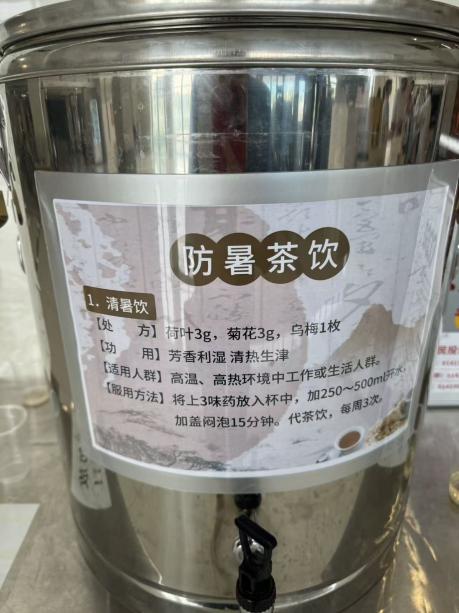 防暑茶饮
1. 清暑饮
【处 方】荷叶3g，菊花3g，乌梅1枚
【功 用】芳香利湿 清热生津
【适用人群】高温、高热环境中工作或生活人群。
【服用方法】将上3味药放入杯中，加250～500ml开水，
加盖闷泡15分钟。代茶饮，每周3次。